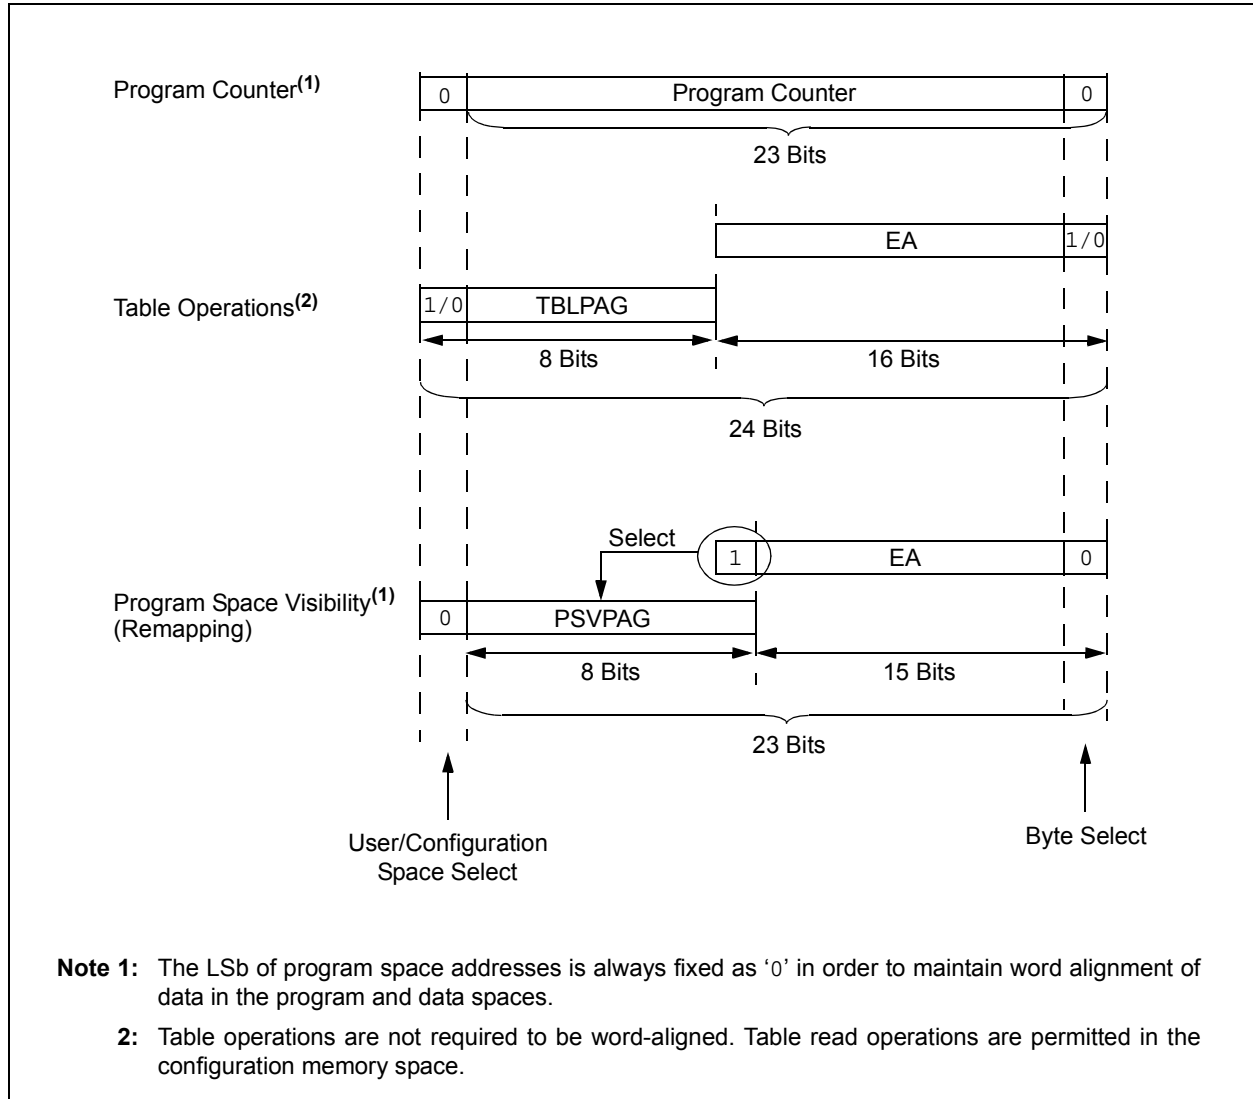 Program Counter(1)
0 Program Counter 0
23 Bits
EA 1/0
Table Operations(2)
1/0 TBLPAG
8 Bits 16 Bits
24 Bits
Select
1 EA 0
Program Space Visibility(1)
(Remapping)
0 PSVPAG
8 Bits 15 Bits
23 Bits
User/Configuration
Space Select
Byte Select
Note 1: The LSb of program space addresses is always fixed as ‘0’ in order to maintain word alignment of
data in the program and data spaces.
2: Table operations are not required to be word-aligned. Table read operations are permitted in the
configuration memory space.